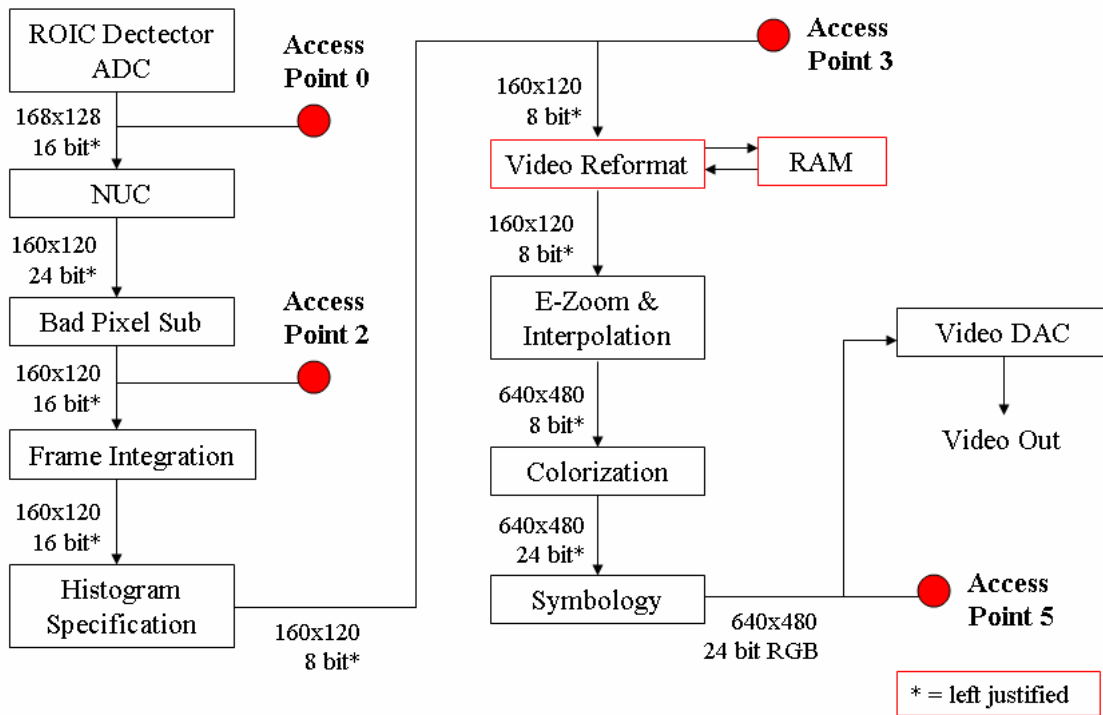 ROIC Dectector
ADC
Access
Point 0
168x128
16 bit*
NUC
160x120
24 bit*
Bad Pixel Sub
Access
Point 2
160x120
16 bit*
Frame Integration
160x120
16 bit*
Histogram
Specification
160x120
8 bit*
Access
Point 3
160x120
8 bit*
Video Reformat
RAM
160x120
8 bit*
E-Zoom &
Interpolation
640x480
8 bit*
Colorization
640x480
24 bit*
Symbology
640x480
24 bit RGB
Video DAC
Video Out
Access
Point 5
* = left justified